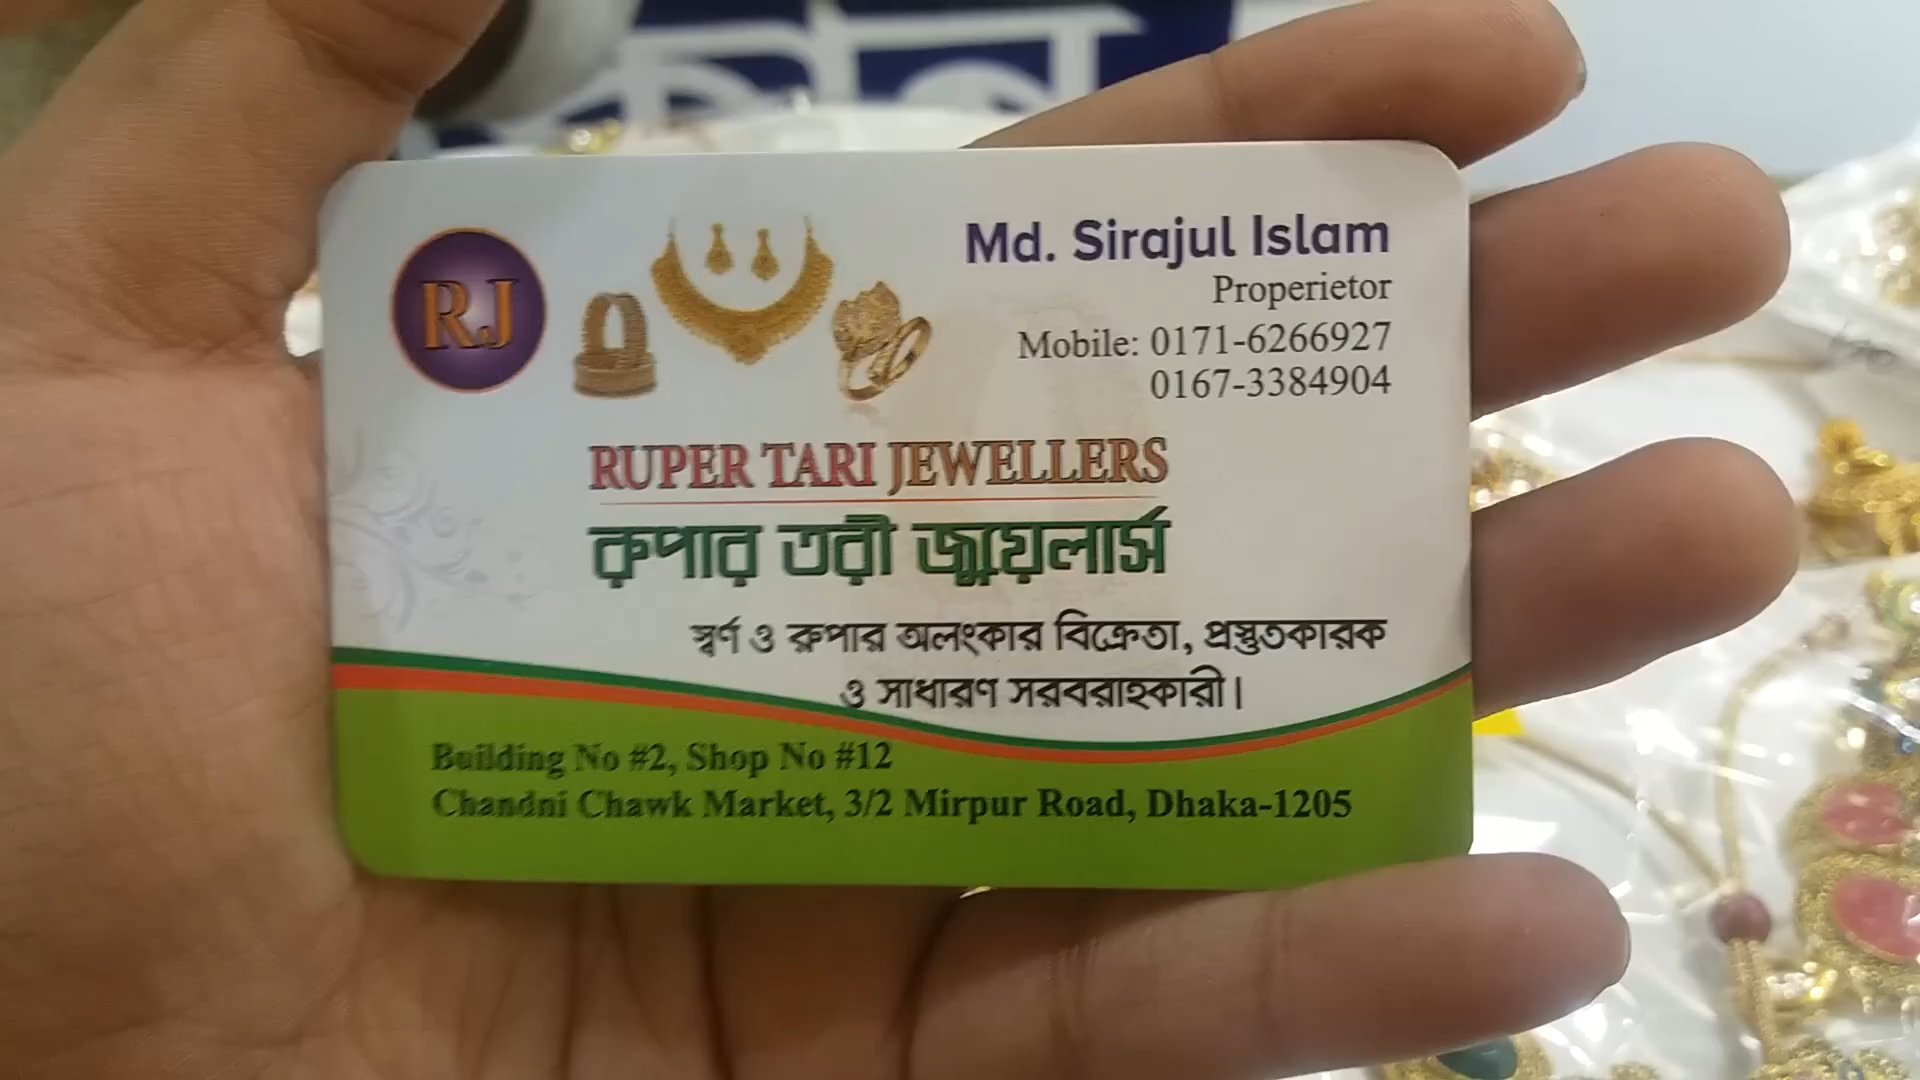 RJ
Md. Sirajul Islam
Properietor
Mobile: 0171-6266927
0167-3384904
RUPER TARI JEWELLERS
রুপার তরী জুয়েলার্স
স্বর্ণ ও রুপার অলংকার বিক্রেতা, প্রস্তুতকারক
ও সাধারণ সরবরাহকারী।
Building No #2, Shop No #12
Chandni Chawk Market, 3/2 Mirpur Road, Dhaka-1205